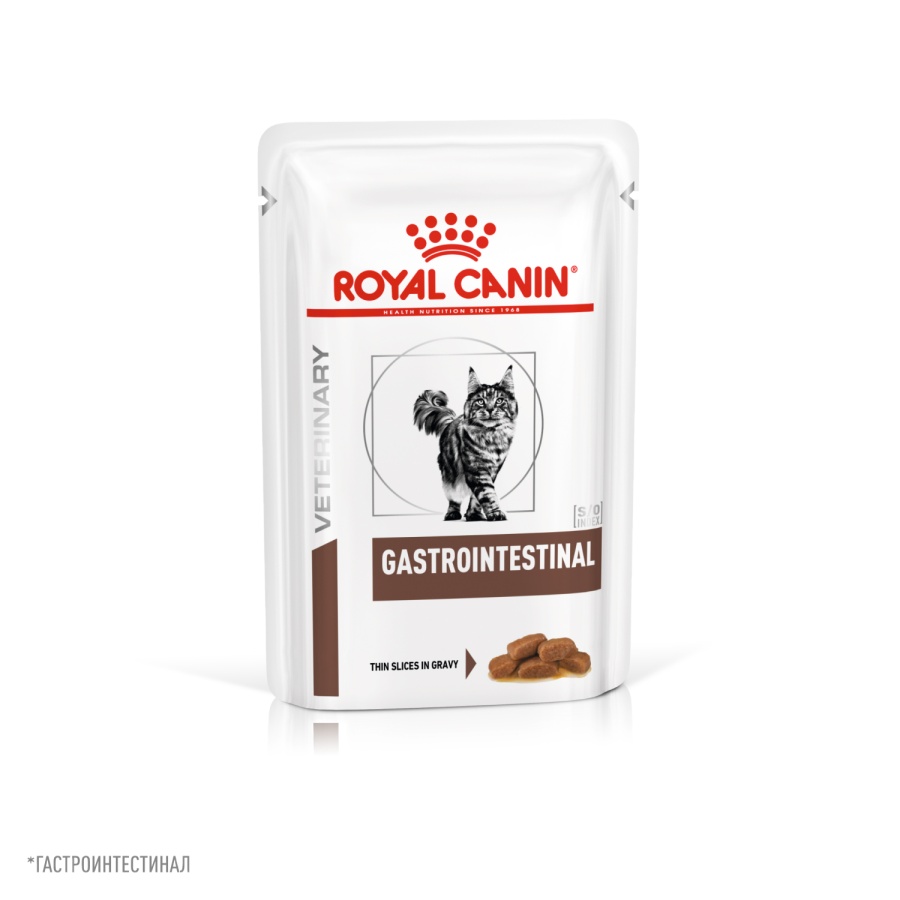 ROYAL CANIN®
HEALTH NUTRITION SINCE 1968
VETERINARY
[S/O
INDEX]
GASTROINTESTINAL
THIN SLICES IN GRAVY
*ГАСТРОИНТЕСТИНАЛ